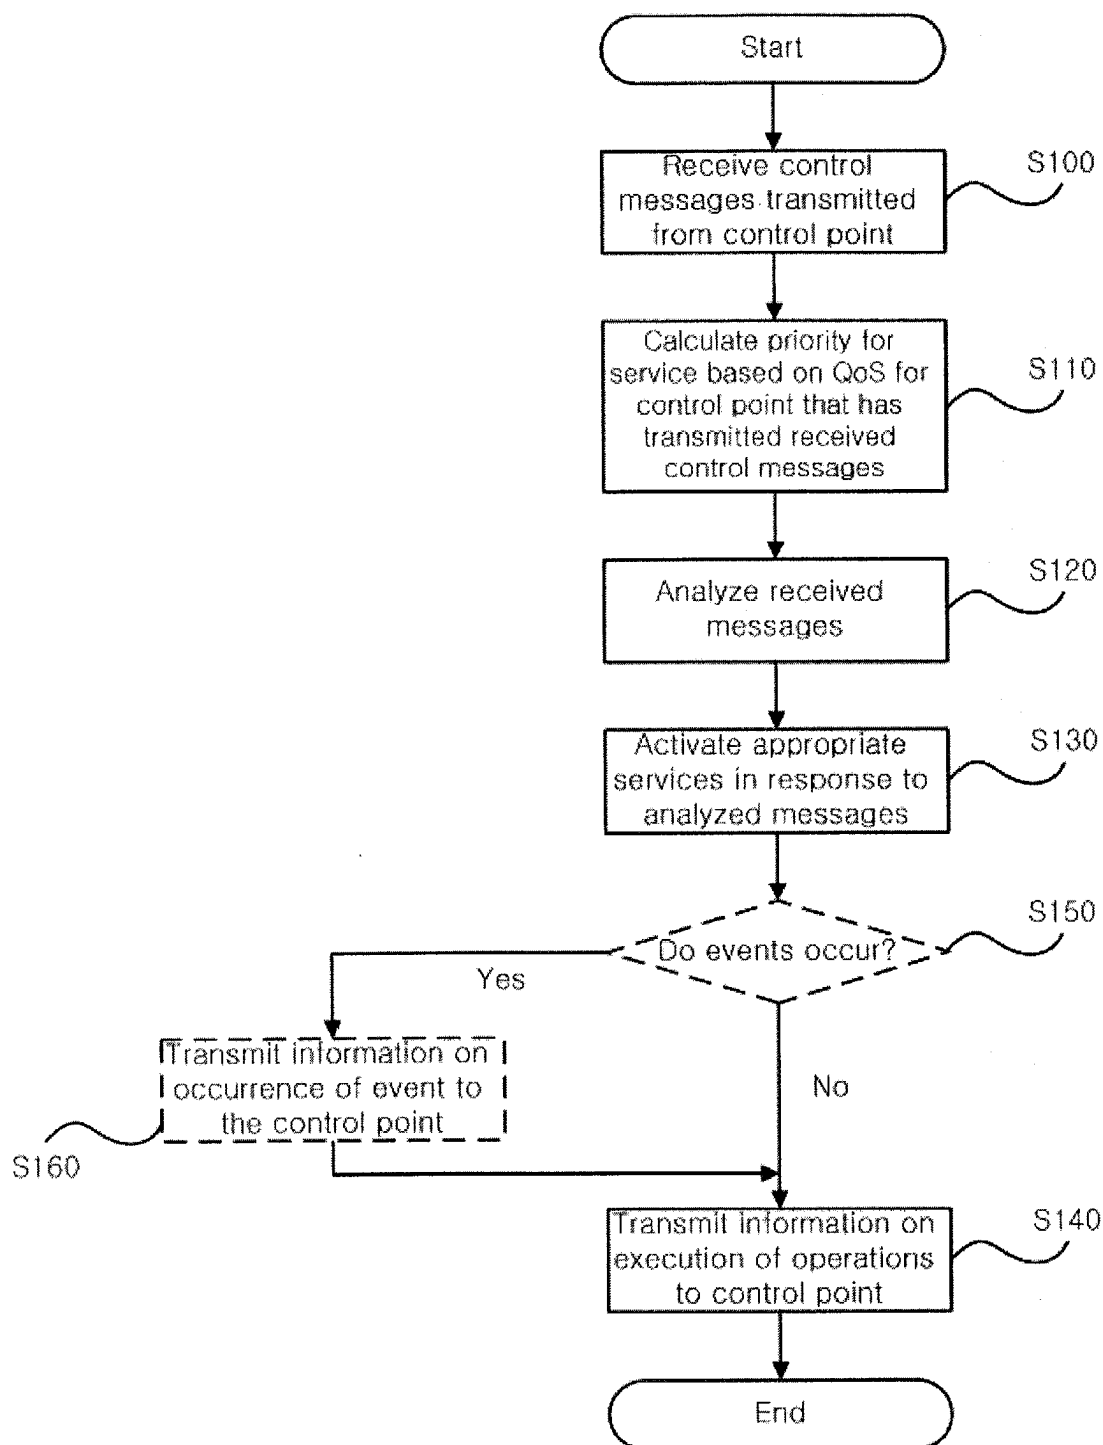 Start
Receive control
messages transmitted
from control point
S100
Calculate priority for
service based on QoS for
control point that has
transmitted received
control messages
S110
Analyze received
messages
S120
Activate appropriate
services in response to
analyzed messages
S130
Do events occur?
S150
Yes
No
Transmit information on
occurrence of event to
the control point
S160
Transmit information on
execution of operations
to control point
S140
End